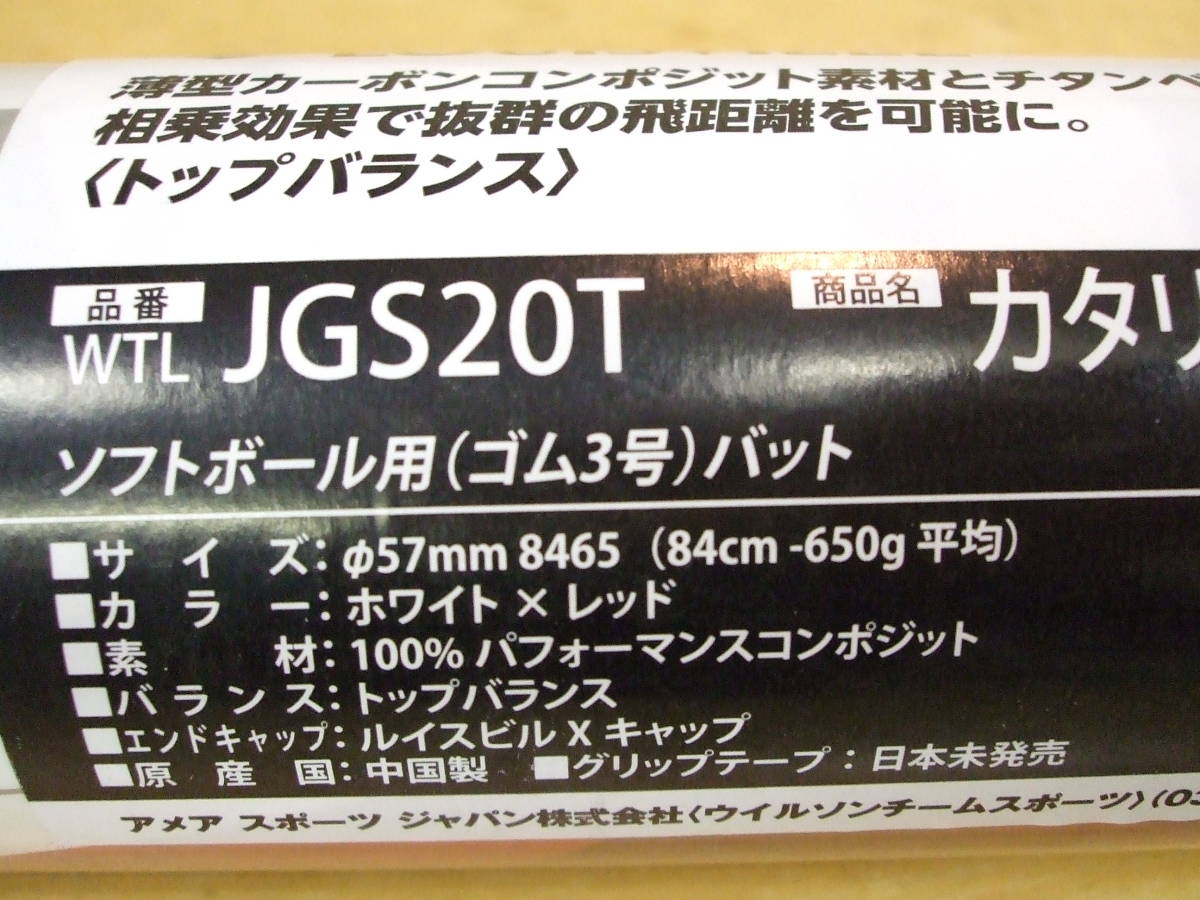 薄型カーボンコンポジット素材とチタンベ
相乗効果で抜群の飛距離を可能に。
〈トップバランス〉
品番 商品名
WTL JGS20T カタリ
ソフトボール用(ゴム3号)バット
■サイズ：φ57mm 8465（84cm -650g 平均）
■カラー：ホワイト × レッド
■素材：100% パフォーマンスコンポジット
■バランス：トップバランス
■エンドキャップ：ルイスビル X キャップ
■原産国：中国製 ■グリップテープ：日本未発売
アメア スポーツ ジャパン株式会社〈ウイルソンチームスポーツ〉(03